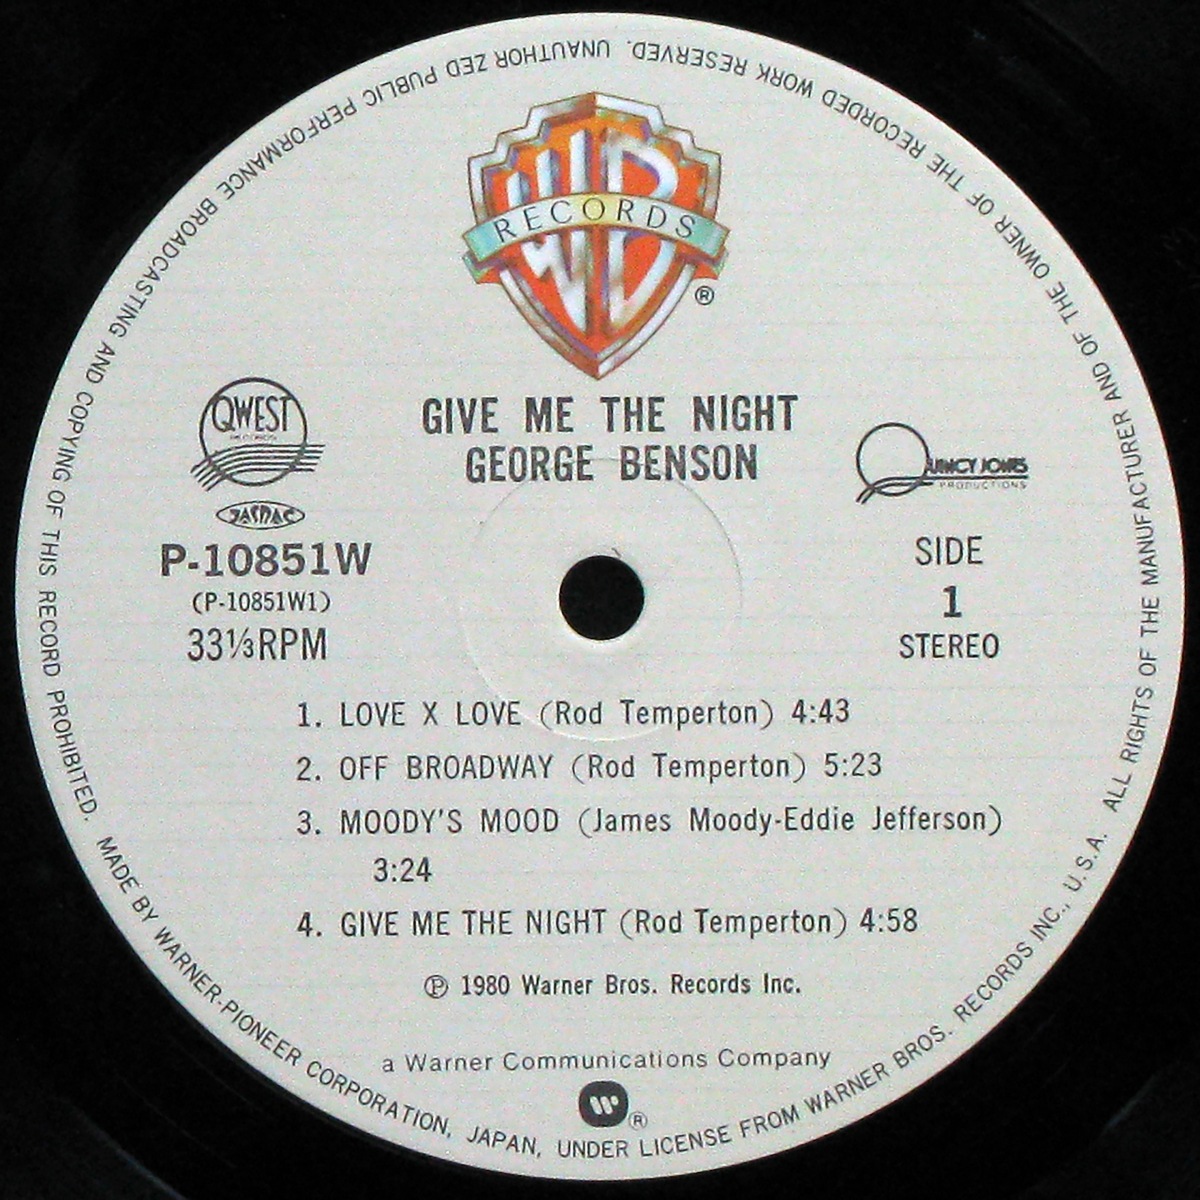 WB
RECORDS
®
GIVE ME THE NIGHT
GEORGE BENSON
QWEST
RECORDS
JASRAC
P-10851W
(P-10851W1)
33⅓RPM
QUINCY JONES
PRODUCTIONS
SIDE
1
STEREO
1. LOVE X LOVE (Rod Temperton) 4:43
2. OFF BROADWAY (Rod Temperton) 5:23
3. MOODY'S MOOD (James Moody-Eddie Jefferson)
3:24
4. GIVE ME THE NIGHT (Rod Temperton) 4:58
℗ 1980 Warner Bros. Records Inc.
a Warner Communications Company
®
MADE BY WARNER-PIONEER CORPORATION, JAPAN, UNDER LICENSE FROM WARNER BROS. RECORDS INC., U.S.A. ALL RIGHTS OF THE MANUFACTURER AND OF THE OWNER OF THE RECORDED WORK RESERVED. UNAUTHOR ZED PUBLIC PERFORMANCE BROADCASTING AND COPYING OF THIS RECORD PROHIBITED.